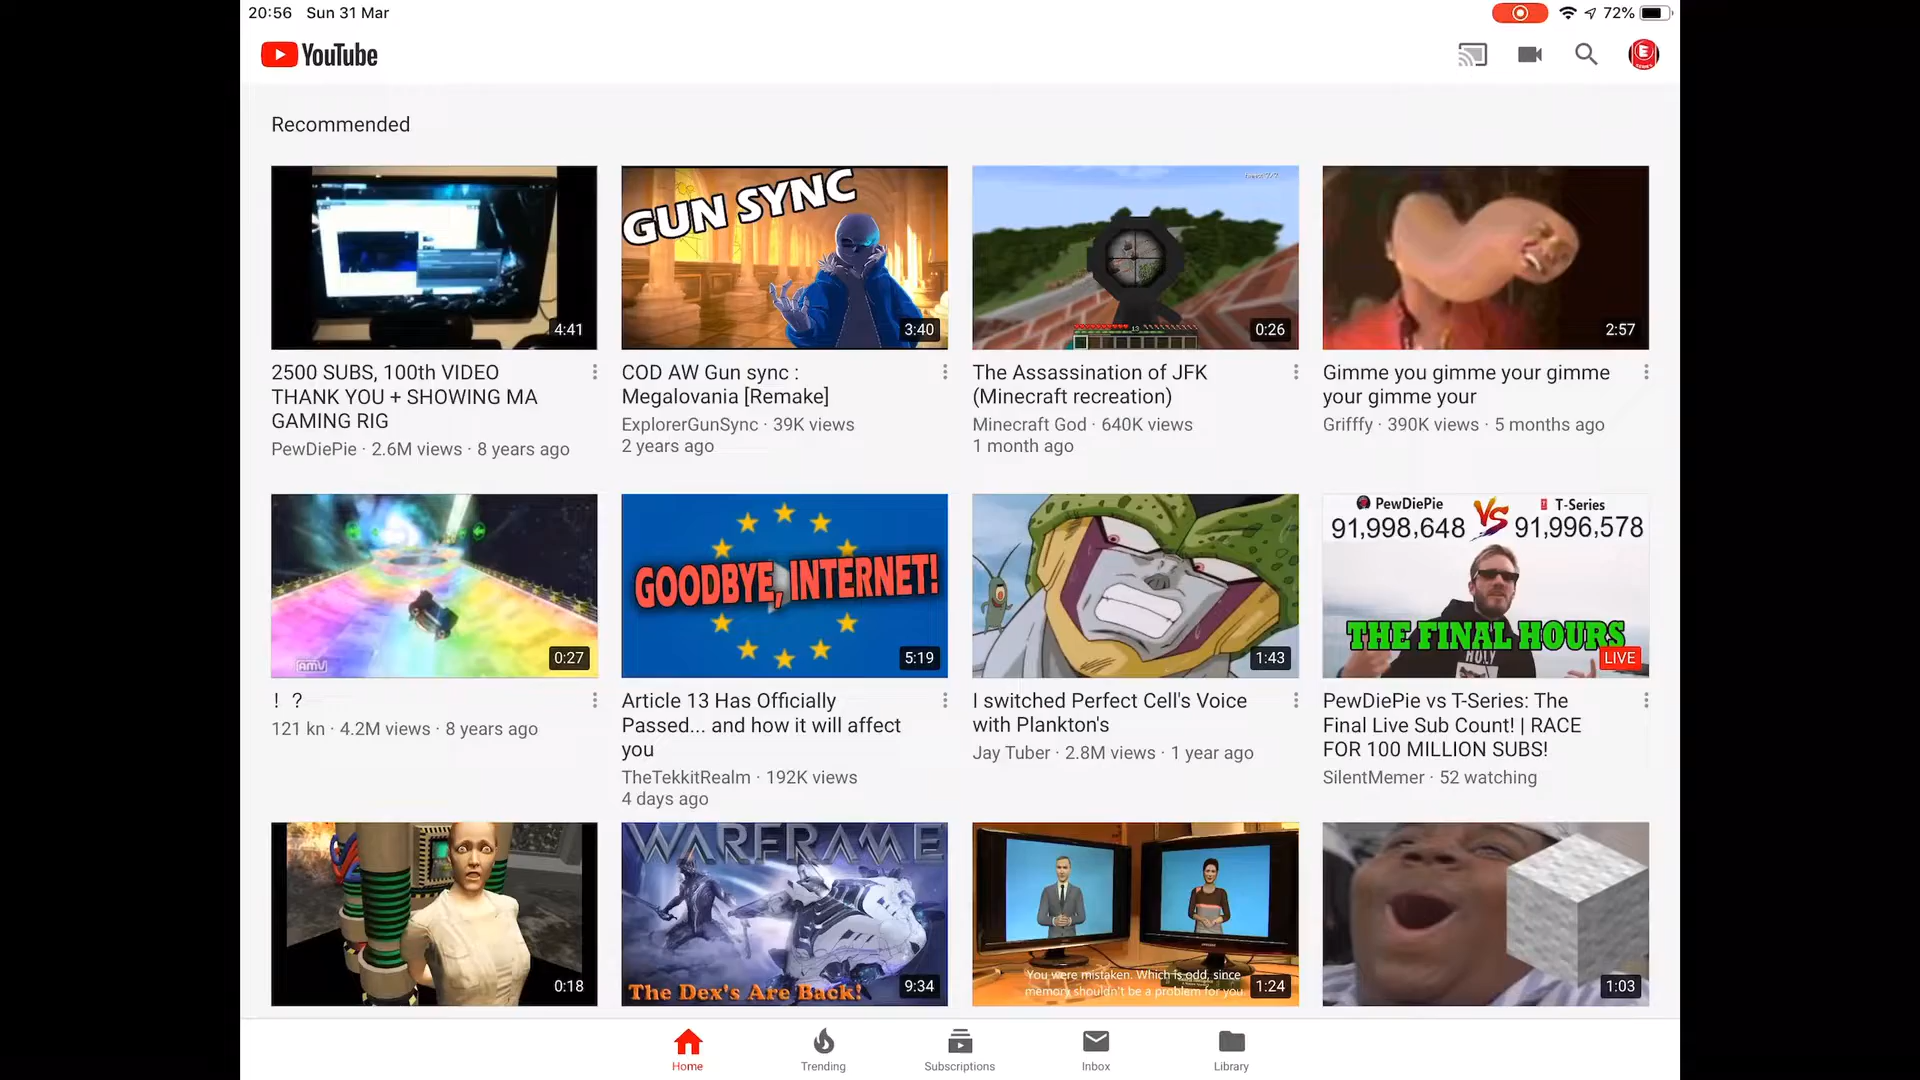 20:56 Sun 31 Mar
72%
YouTube
E
Recommended
4:41
GUN SYNC
3:40
0:26
2:57
2500 SUBS, 100th VIDEO
THANK YOU + SHOWING MA
GAMING RIG
PewDiePie · 2.6M views · 8 years ago
COD AW Gun sync :
Megalovania [Remake]
ExplorerGunSync · 39K views
2 years ago
The Assassination of JFK
(Minecraft recreation)
Minecraft God · 640K views
1 month ago
Gimme you gimme your gimme
your gimme your
Grifffy · 390K views · 5 months ago
AMV
0:27
GOODBYE, INTERNET!
5:19
1:43
PewDiePie VS T-Series
91,998,648 91,996,578
THE FINAL HOURS
HOLY
LIVE
！？
121 kn · 4.2M views · 8 years ago
Article 13 Has Officially
Passed... and how it will affect
you
TheTekkitRealm · 192K views
4 days ago
I switched Perfect Cell's Voice
with Plankton's
Jay Tuber · 2.8M views · 1 year ago
PewDiePie vs T-Series: The
Final Live Sub Count! | RACE
FOR 100 MILLION SUBS!
SilentMemer · 52 watching
0:18
WARFRAME
The Dex's Are Back!
9:34
You were mistaken. Which is odd, since
memory shouldn't be a problem for you
1:24
1:03
Home
Trending
Subscriptions
Inbox
Library